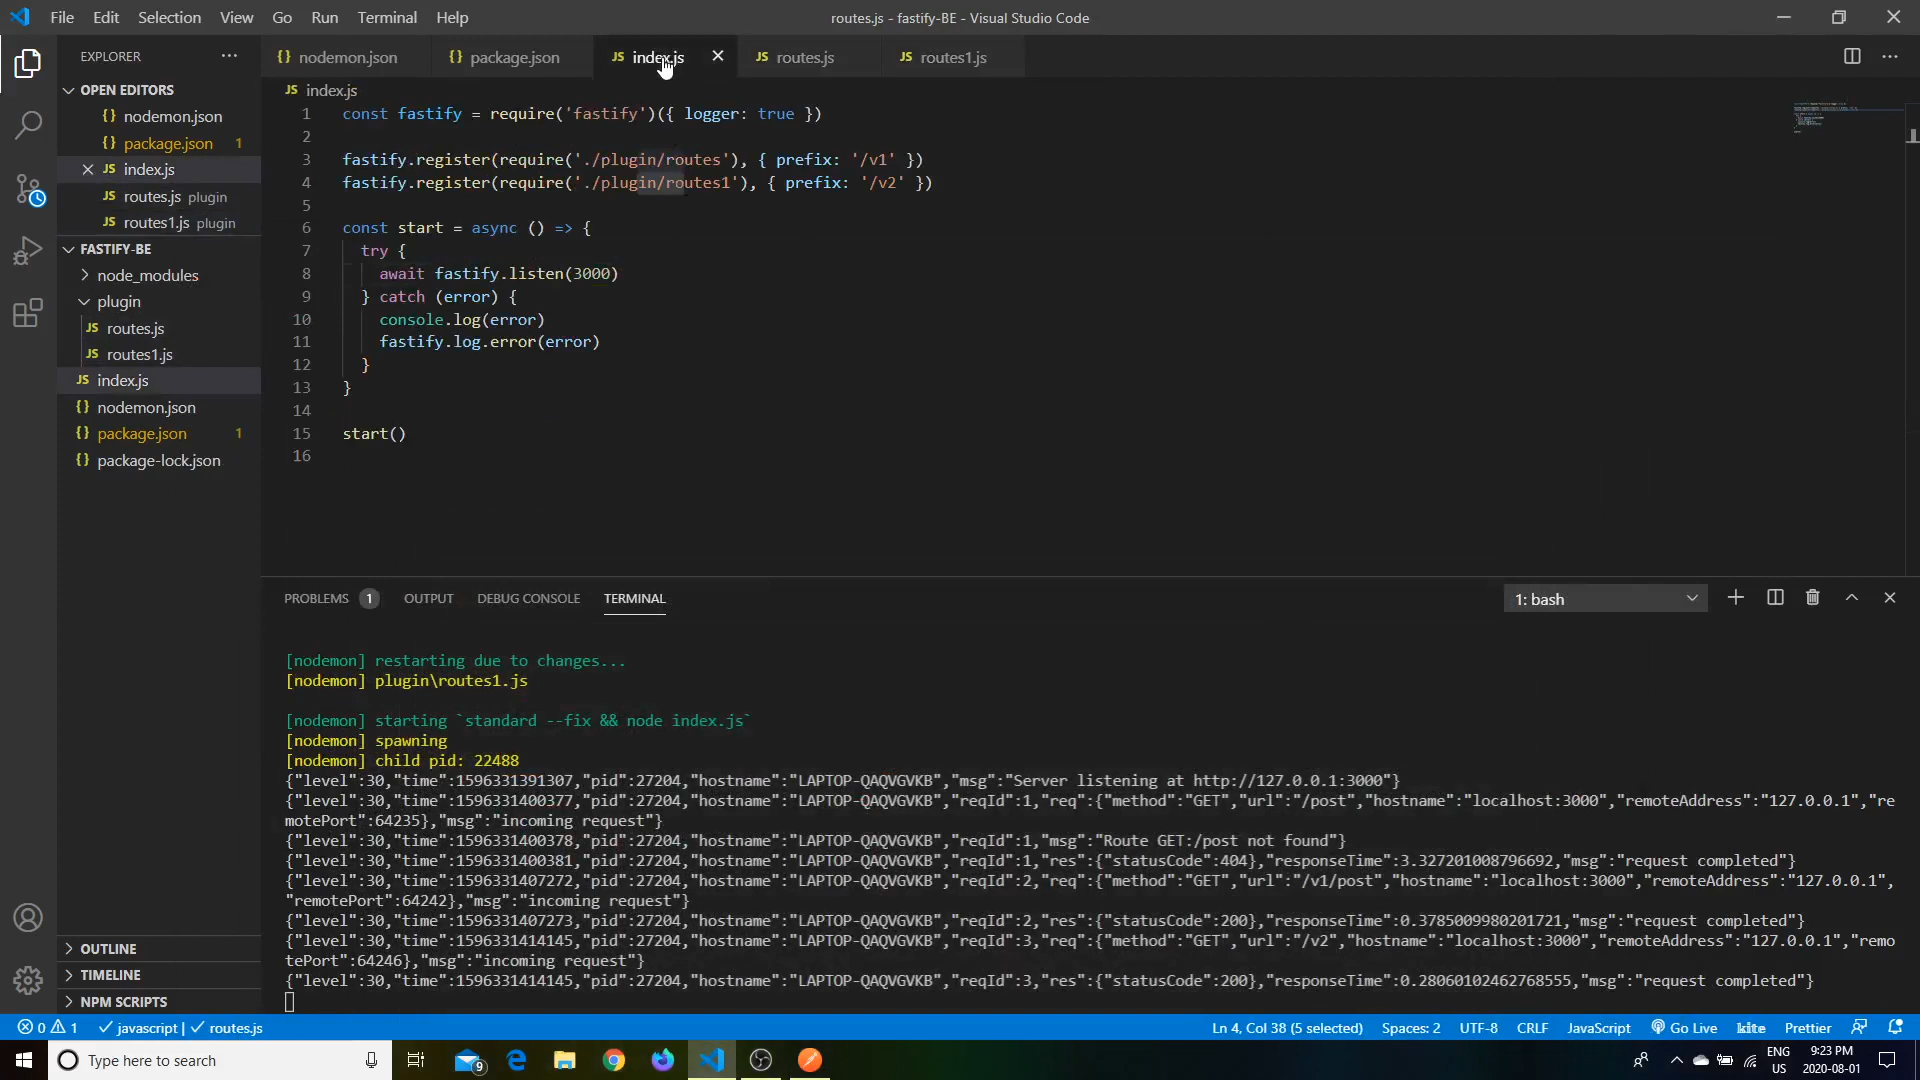 File Edit Selection View Go Run Terminal Help
routes.js - fastify-BE - Visual Studio Code
EXPLORER
OPEN EDITORS
{} nodemon.json
{} package.json 1
JS index.js
JS routes.js plugin
JS routes1.js plugin
FASTIFY-BE
node_modules
plugin
JS routes.js
JS routes1.js
JS index.js
{} nodemon.json
{} package.json 1
{} package-lock.json
OUTLINE
TIMELINE
NPM SCRIPTS
{} nodemon.json
{} package.json
JS index.js
JS routes.js
JS routes1.js
JS index.js
1 const fastify = require('fastify')({ logger: true })
2
3 fastify.register(require('./plugin/routes'), { prefix: '/v1' })
4 fastify.register(require('./plugin/routes1'), { prefix: '/v2' })
5
6 const start = async () => {
7 try {
8 await fastify.listen(3000)
9 } catch (error) {
10 console.log(error)
11 fastify.log.error(error)
12 }
13 }
14
15 start()
16
PROBLEMS 1 OUTPUT DEBUG CONSOLE TERMINAL
1: bash
[nodemon] restarting due to changes...
[nodemon] plugin\routes1.js
[nodemon] starting `standard --fix && node index.js`
[nodemon] spawning
[nodemon] child pid: 22488
{"level":30,"time":1596331391307,"pid":27204,"hostname":"LAPTOP-QAQVGVKB","msg":"Server listening at http://127.0.0.1:3000"}
{"level":30,"time":1596331400377,"pid":27204,"hostname":"LAPTOP-QAQVGVKB","reqId":1,"req":{"method":"GET","url":"/post","hostname":"localhost:3000","remoteAddress":"127.0.0.1","re
motePort":64235},"msg":"incoming request"}
{"level":30,"time":1596331400378,"pid":27204,"hostname":"LAPTOP-QAQVGVKB","reqId":1,"msg":"Route GET:/post not found"}
{"level":30,"time":1596331400381,"pid":27204,"hostname":"LAPTOP-QAQVGVKB","reqId":1,"res":{"statusCode":404},"responseTime":3.327201008796692,"msg":"request completed"}
{"level":30,"time":1596331407272,"pid":27204,"hostname":"LAPTOP-QAQVGVKB","reqId":2,"req":{"method":"GET","url":"/v1/post","hostname":"localhost:3000","remoteAddress":"127.0.0.1",
"remotePort":64242},"msg":"incoming request"}
{"level":30,"time":1596331407273,"pid":27204,"hostname":"LAPTOP-QAQVGVKB","reqId":2,"res":{"statusCode":200},"responseTime":0.3785009980201721,"msg":"request completed"}
{"level":30,"time":1596331414145,"pid":27204,"hostname":"LAPTOP-QAQVGVKB","reqId":3,"req":{"method":"GET","url":"/v2","hostname":"localhost:3000","remoteAddress":"127.0.0.1","remo
tePort":64246},"msg":"incoming request"}
{"level":30,"time":1596331414145,"pid":27204,"hostname":"LAPTOP-QAQVGVKB","reqId":3,"res":{"statusCode":200},"responseTime":0.28060102462768555,"msg":"request completed"}
0 1 javascript | routes.js
Ln 4, Col 38 (5 selected) Spaces: 2 UTF-8 CRLF JavaScript Go Live kite Prettier
Type here to search
9
ENG
US
9:23 PM
2020-08-01